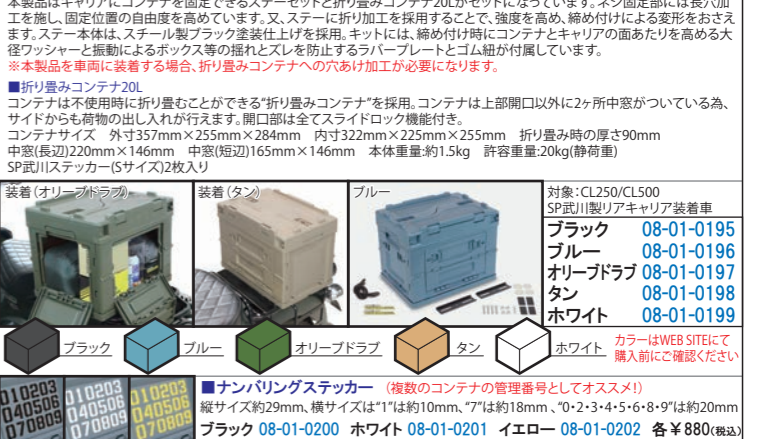 本製品はキャリアにコンテナを固定できるステーセットと折り畳みコンテナ20Lがセットになっています。ネジ固定部には長穴加
工を施し、固定位置の自由度を高めています。又、ステーに折り加工を採用することで、強度を高め、締め付けによる変形をおさえ
ます。ステー本体は、スチール製ブラック塗装仕上げを採用。キットには、締め付け時にコンテナとキャリアの面あたりを高める大
径ワッシャーと振動によるボックス等の揺れとズレを防止するラバープレートとゴム紐が付属しています。
※本製品を車両に装着する場合、折り畳みコンテナへの穴あけ加工が必要になります。
■折り畳みコンテナ20L
コンテナは不使用時に折り畳むことができる“折り畳みコンテナ”を採用。コンテナは上部開口以外に2ヶ所中窓がついている為、
サイドからも荷物の出し入れが行えます。開口部は全てスライドロック機能付き。
コンテナサイズ 外寸357mm×255mm×284mm 内寸322mm×225mm×255mm 折り畳み時の厚さ90mm
中窓(長辺)220mm×146mm 中窓(短辺)165mm×146mm 本体重量:約1.5kg 許容重量:20kg(静荷重)
SP武川ステッカー(Sサイズ)2枚入り
装着(オリーブドラブ) 装着(タン) ブルー
対象:CL250/CL500
SP武川製リアキャリア装着車
ブラック 08-01-0195
ブルー 08-01-0196
オリーブドラブ 08-01-0197
タン 08-01-0198
ホワイト 08-01-0199
ブラック ブルー オリーブドラブ タン ホワイト
カラーはWEB SITEにて
購入前にご確認ください
010203 010203 010203
040506 040506 040506
070809 070809 070809
■ナンバリングステッカー (複数のコンテナの管理番号としてオススメ!)
縦サイズ約29mm、横サイズは“1”は約10mm、“7”は約18mm、“0・2・3・4・5・6・8・9”は約20mm
ブラック 08-01-0200 ホワイト 08-01-0201 イエロー 08-01-0202 各¥880(税込)